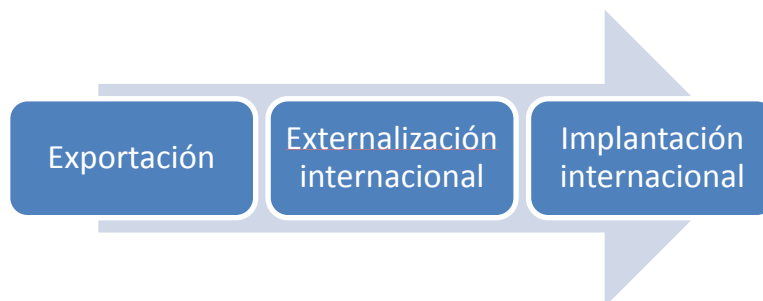 Exportación
Externalización
internacional
Implantación
internacional